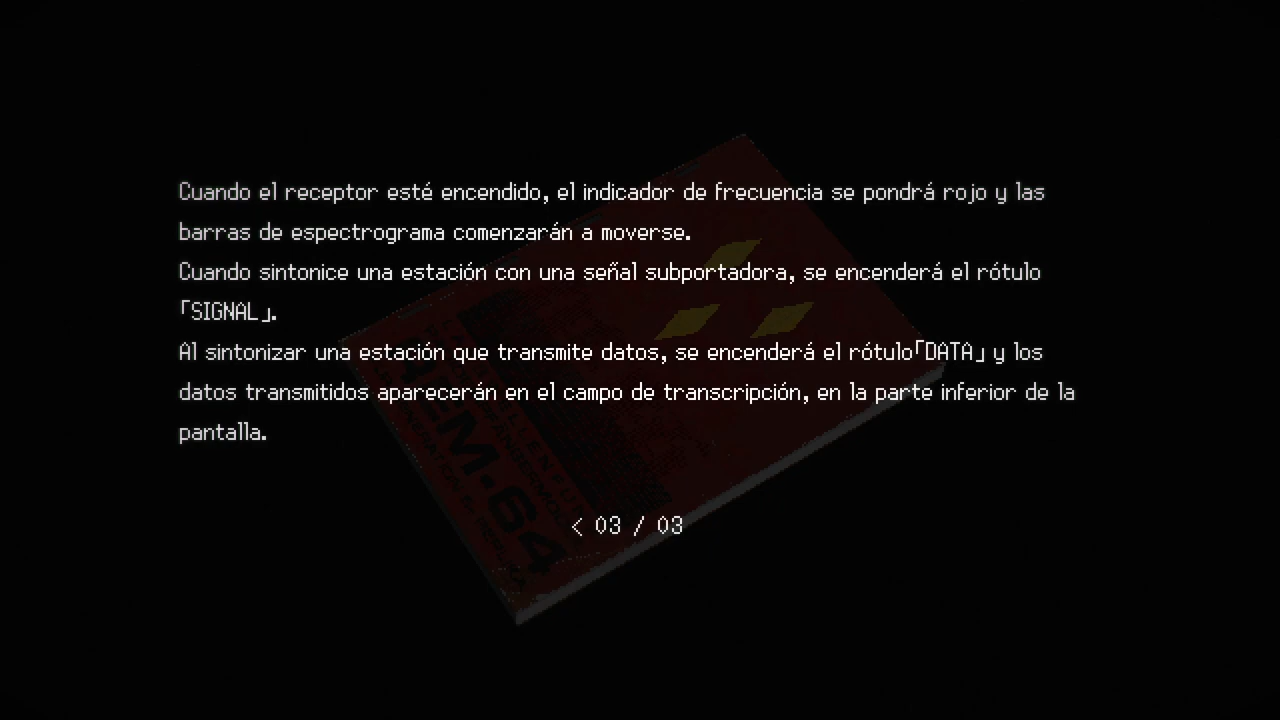 Cuando el receptor esté encendido, el indicador de frecuencia se pondrá rojo y las
barras de espectrograma comenzarán a moverse.
Cuando sintonice una estación con una señal subportadora, se encenderá el rótulo
「SIGNAL」.
Al sintonizar una estación que transmite datos, se encenderá el rótulo「DATA」 y los
datos transmitidos aparecerán en el campo de transcripción, en la parte inferior de la
pantalla.
< 03 / 03